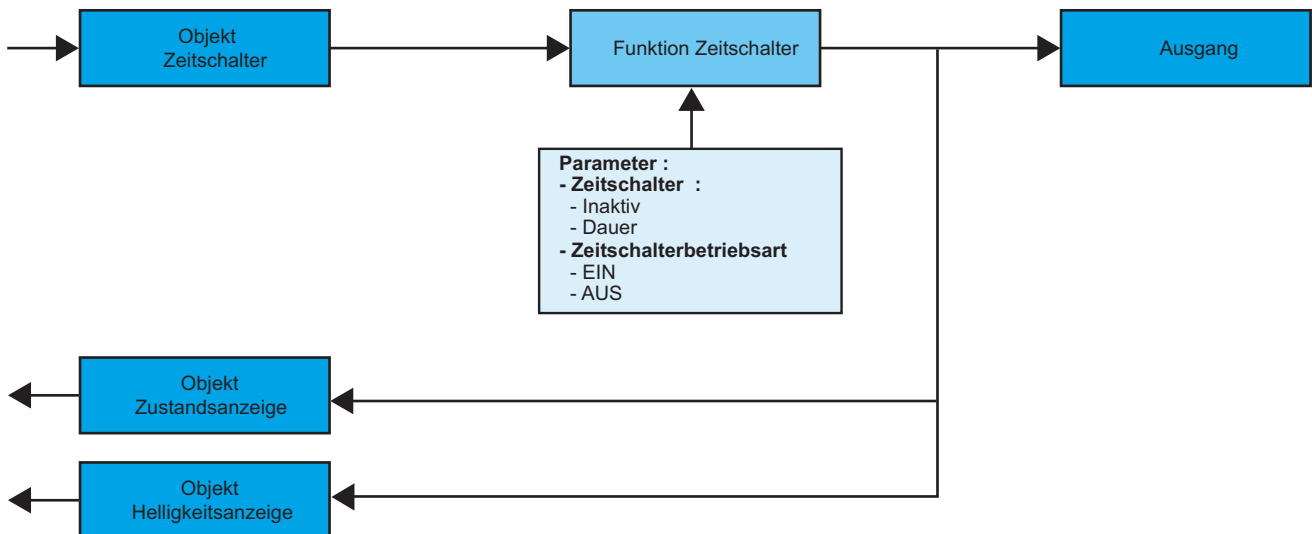 Objekt
Zeitschalter
Funktion Zeitschalter
Ausgang
Parameter :
- Zeitschalter :
- Inaktiv
- Dauer
- Zeitschalterbetriebsart
- EIN
- AUS
Objekt
Zustandsanzeige
Objekt
Helligkeitsanzeige